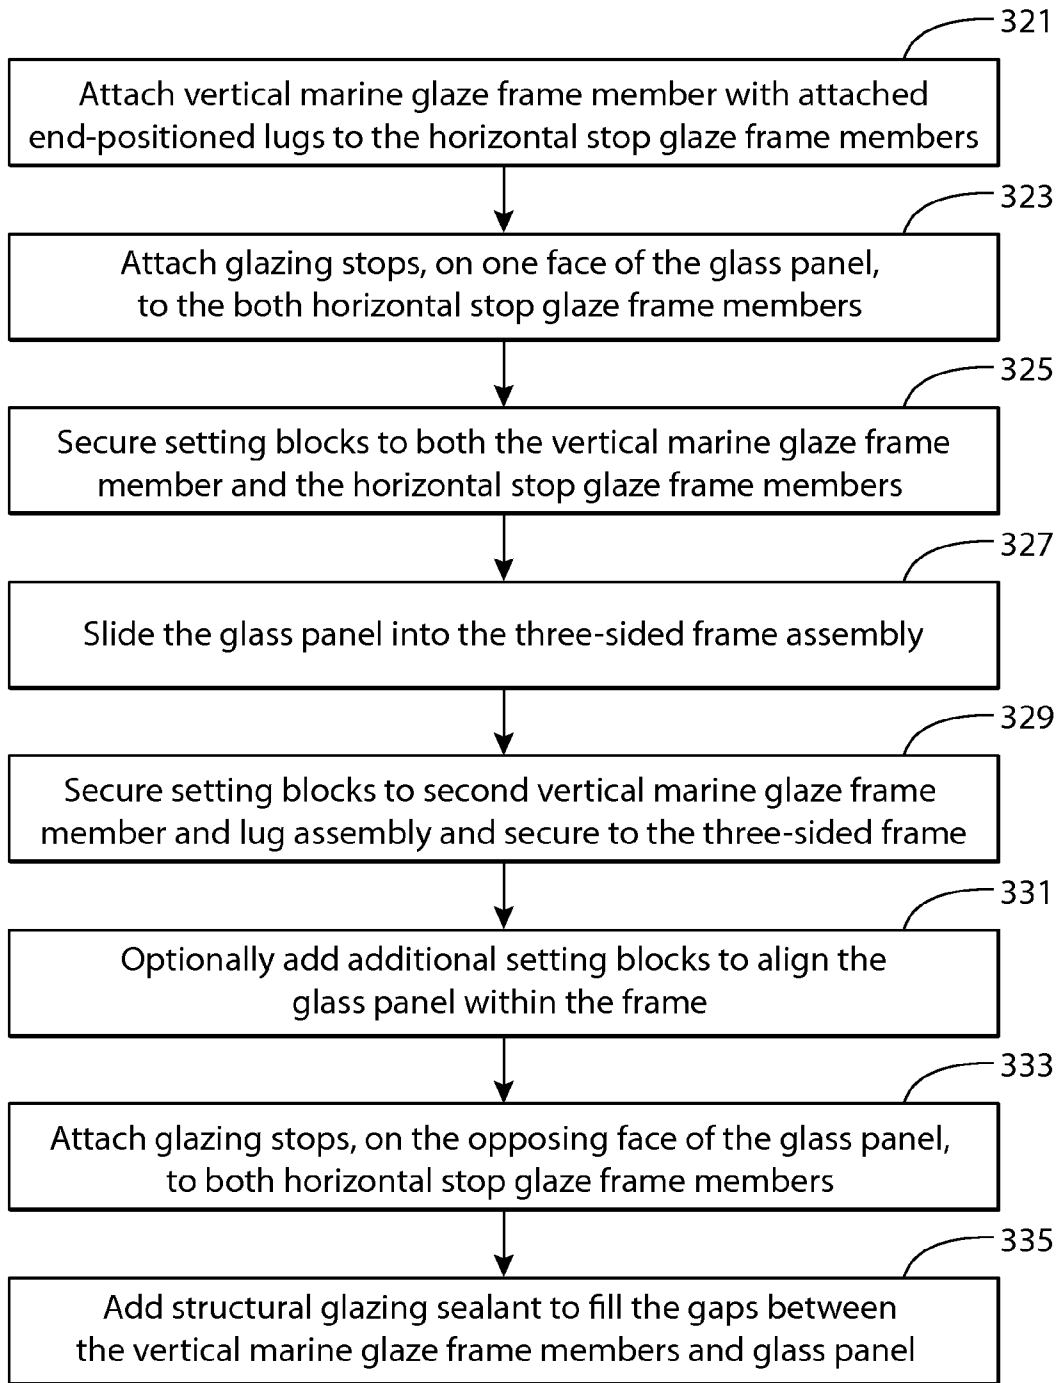 321
Attach vertical marine glaze frame member with attached
end-positioned lugs to the horizontal stop glaze frame members
323
Attach glazing stops, on one face of the glass panel,
to the both horizontal stop glaze frame members
325
Secure setting blocks to both the vertical marine glaze frame
member and the horizontal stop glaze frame members
327
Slide the glass panel into the three-sided frame assembly
329
Secure setting blocks to second vertical marine glaze frame
member and lug assembly and secure to the three-sided frame
331
Optionally add additional setting blocks to align the
glass panel within the frame
333
Attach glazing stops, on the opposing face of the glass panel,
to both horizontal stop glaze frame members
335
Add structural glazing sealant to fill the gaps between
the vertical marine glaze frame members and glass panel